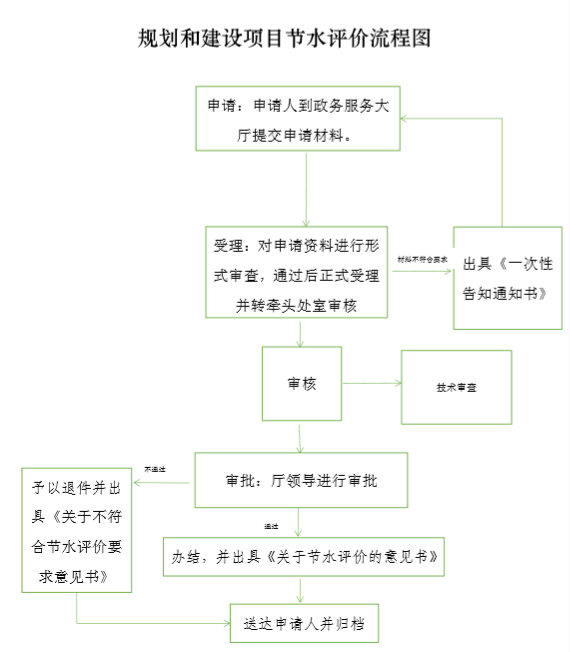 规划和建设项目节水评价流程图
申请：申请人到政务服务大
厅提交申请材料。
受理：对申请资料进行形
式审查，通过后正式受理
并转牵头处室审核
材料不符合要求
出具《一次性
告知通知书》
审核
技术审查
审批：厅领导进行审批
不通过
予以退件并出
具《关于不符
合节水评价要
求意见书》
通过
办结，并出具《关于节水评价的意见书》
送达申请人并归档